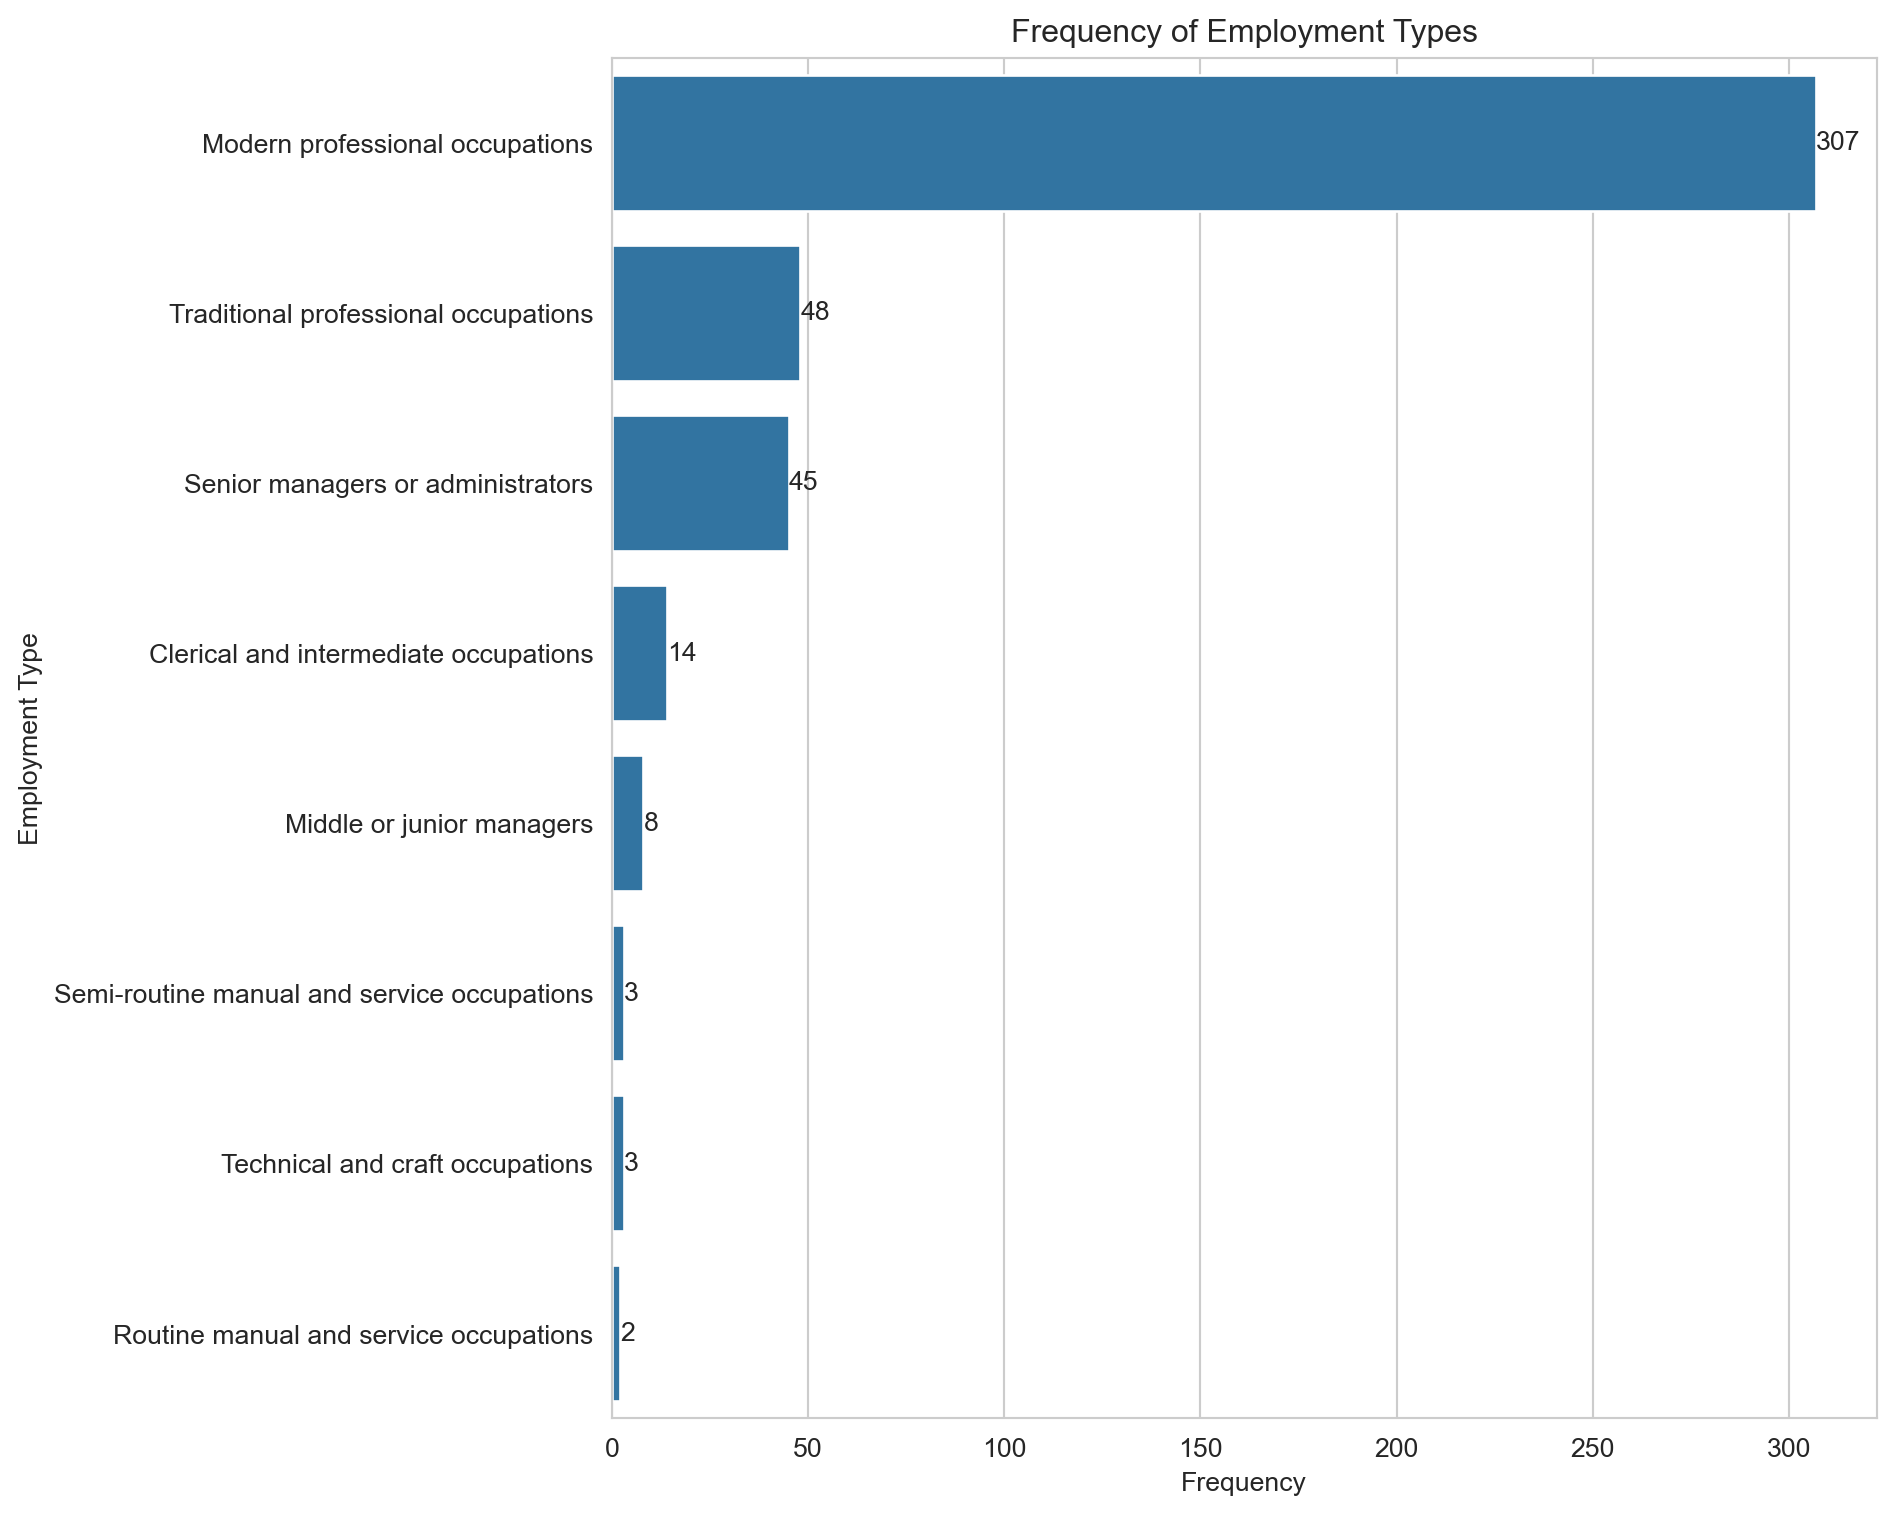 Frequency of Employment Types
Modern professional occupations
307
Traditional professional occupations
48
Senior managers or administrators
45
Clerical and intermediate occupations
14
Middle or junior managers
8
Semi-routine manual and service occupations
3
Technical and craft occupations
3
Routine manual and service occupations
2
Employment Type
0 50 100 150 200 250 300
Frequency